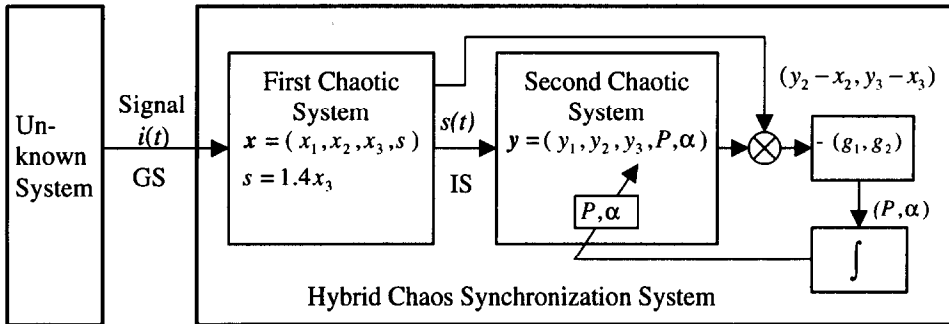 Un-
known
System
Signal
i(t)
GS
First Chaotic
System
x = ( x₁ , x₂ , x₃ , s )
s = 1.4x₃
s(t)
IS
Second Chaotic
System
y = ( y₁ , y₂ , y₃ , P, α )
P, α
(y₂ − x₂, y₃ − x₃)
- (g₁, g₂)
(P, α)
∫
Hybrid Chaos Synchronization System